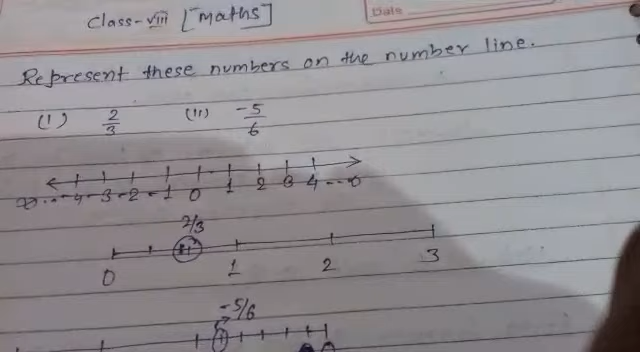 Class-VIII [Maths]
Date
Represent these numbers on the number line.
(I) 2/3 (II) -5/6
∞...-4 -3 -2 -1 0 1 2 3 4 ...∞
2/3
0 1 2 3
-5/6